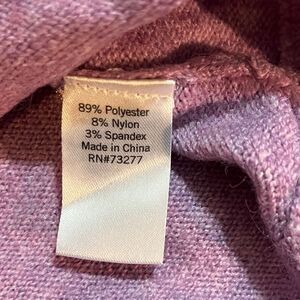 89% Polyester
8% Nylon
3% Spandex
Made in China
RN#73277